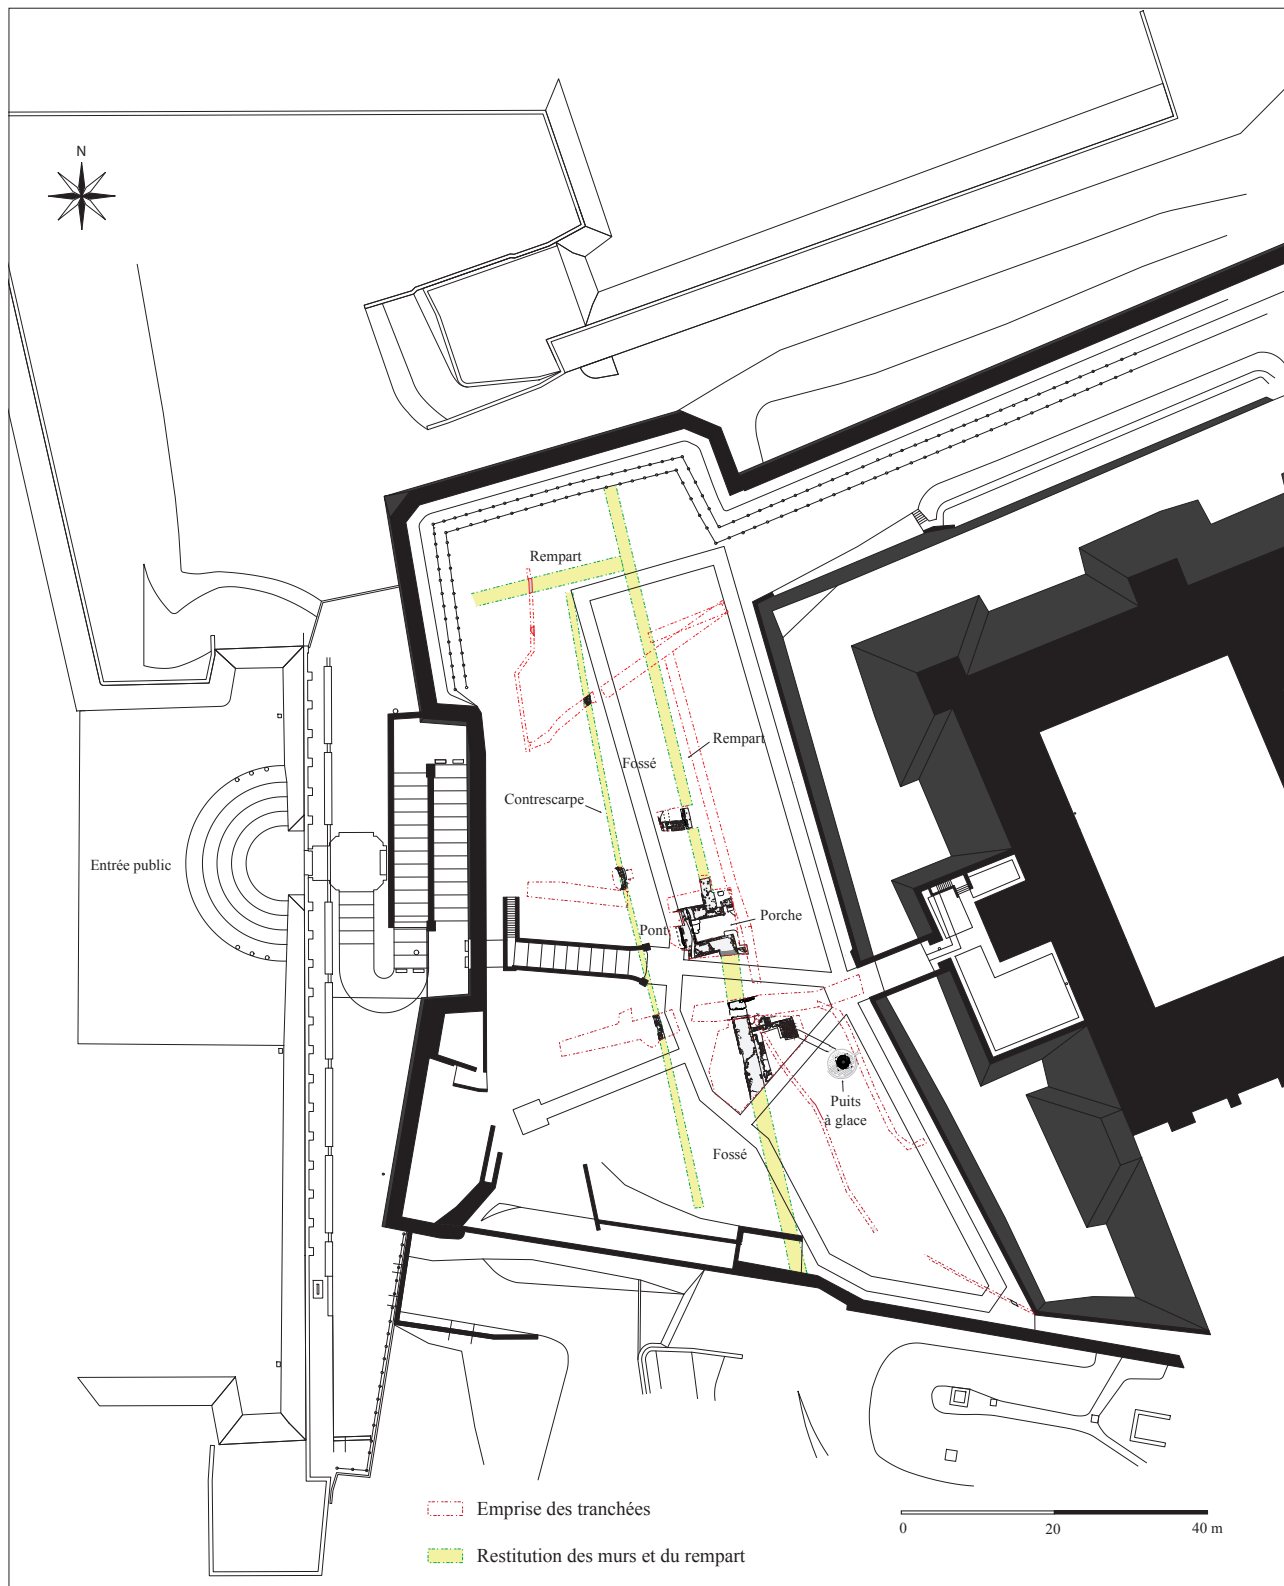 N
Rempart
Rempart
Fossé
Contrescarpe
Entrée public
Porche
Pont
Puits
à glace
Fossé
Emprise des tranchées
0
20
40 m
Restitution des murs et du rempart